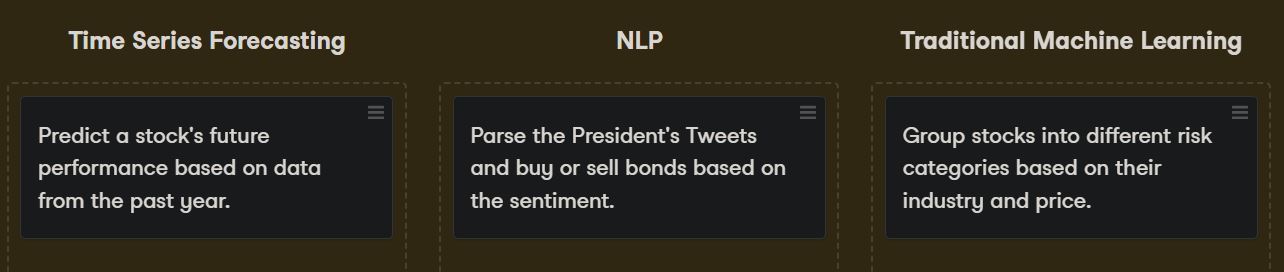 Time Series Forecasting
NLP
Traditional Machine Learning
Predict a stock's future
performance based on data
from the past year.
Parse the President's Tweets
and buy or sell bonds based on
the sentiment.
Group stocks into different risk
categories based on their
industry and price.